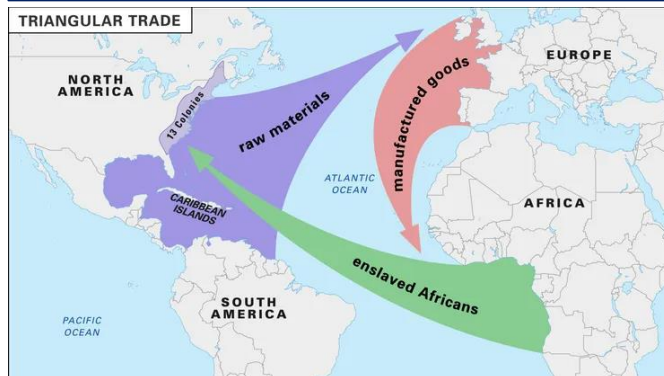 TRIANGULAR TRADE
NORTH
AMERICA
13 Colonies
raw materials
manufactured goods
EUROPE
ATLANTIC
OCEAN
AFRICA
CARIBBEAN
ISLANDS
enslaved Africans
SOUTH
AMERICA
PACIFIC
OCEAN